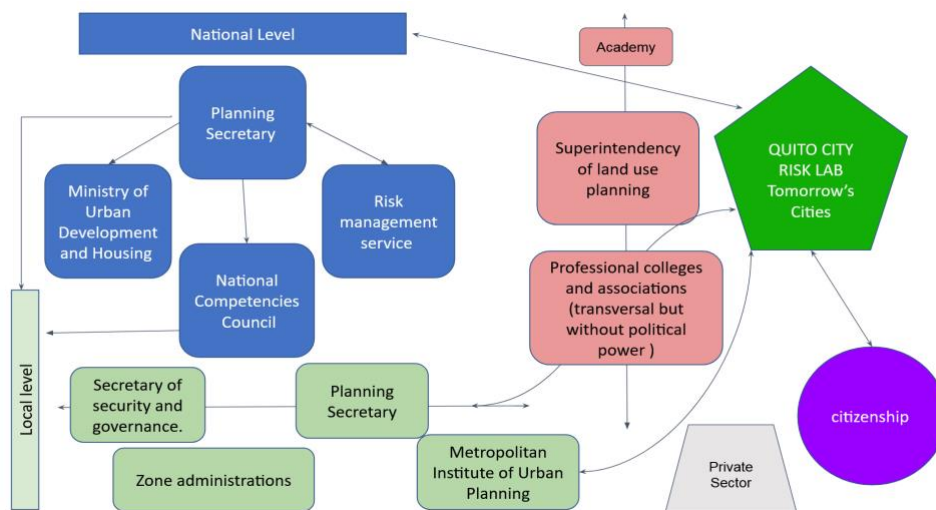 National Level
Academy
Planning
Secretary
Superintendency
of land use
planning
QUITO CITY
RISK LAB
Tomorrow's
Cities
Ministry of
Urban
Development
and Housing
Risk
management
service
National
Competencies
Council
Professional colleges
and associations
(transversal but
without political
power )
Local level
Secretary of
security and
governance.
Planning
Secretary
citizenship
Zone administrations
Metropolitan
Institute of Urban
Planning
Private
Sector